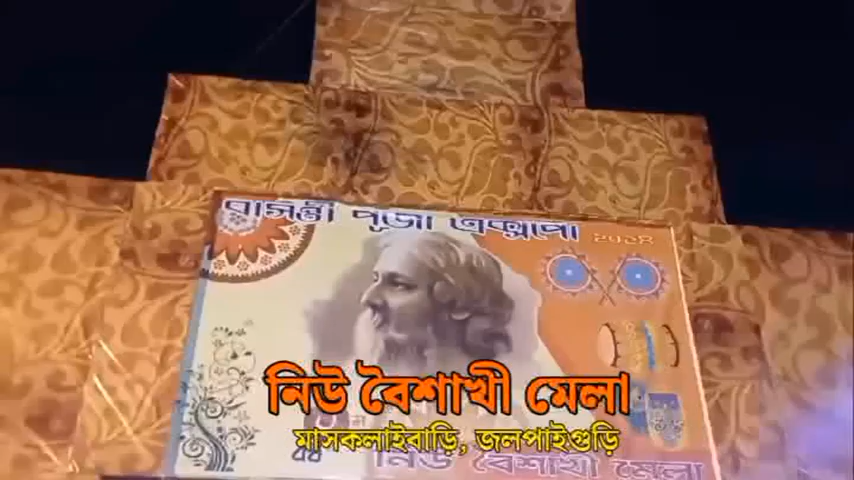 বাসন্তী পূজা এক্সপো ২০২৪
নিউ বৈশাখী মেলা
মাসকলাইবাড়ি, জলপাইগুড়ি
নিউ বৈশাখী মেলা